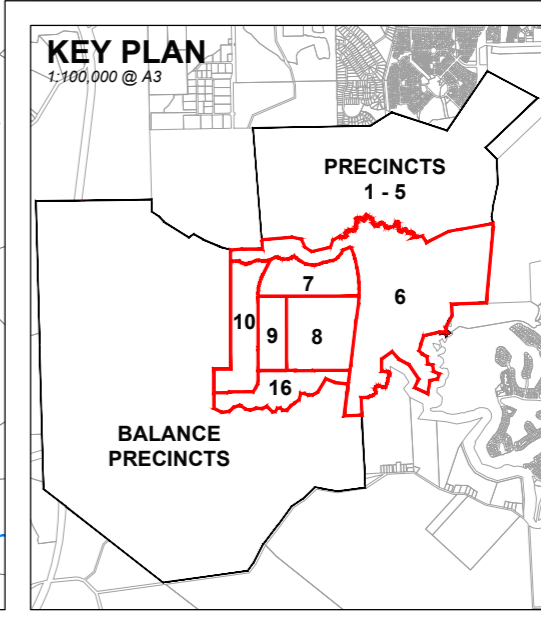 KEY PLAN
1:100,000 @ A3
PRECINCTS
1 - 5
7
6
10
9
8
16
BALANCE
PRECINCTS